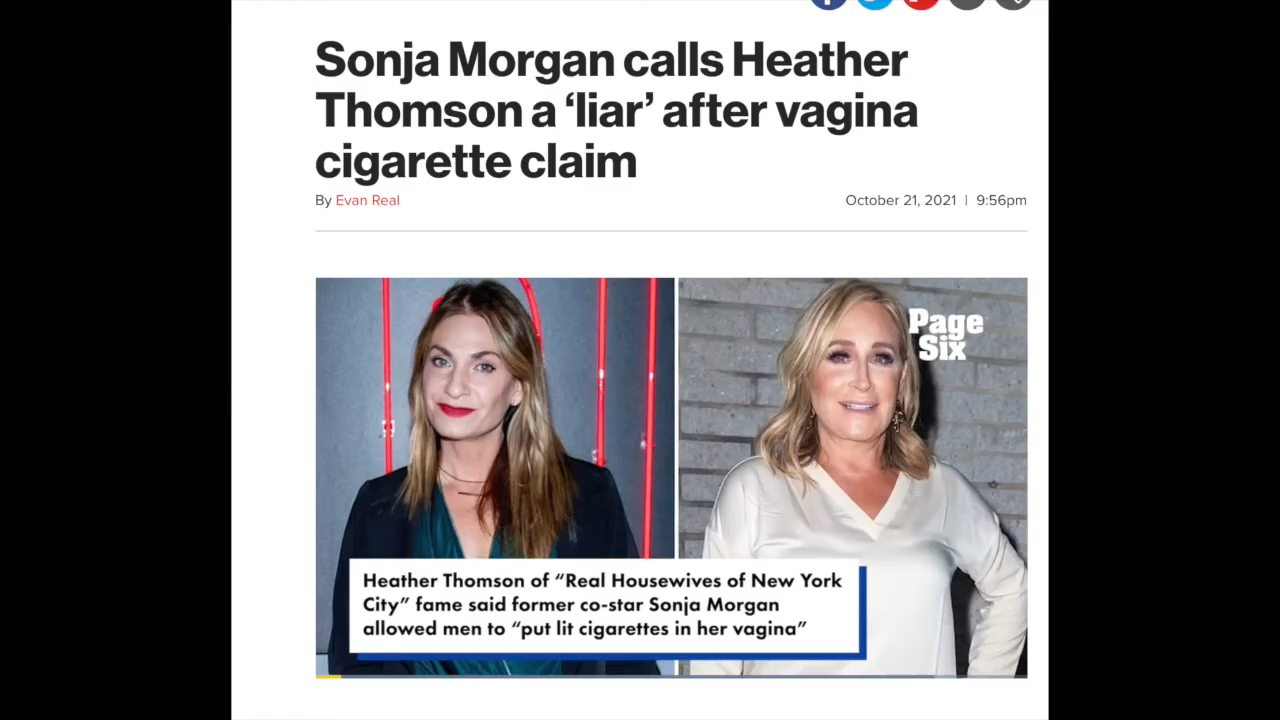 Sonja Morgan calls Heather
Thomson a ‘liar’ after vagina
cigarette claim
By Evan Real
October 21, 2021 | 9:56pm
Page
Six
Heather Thomson of “Real Housewives of New York
City” fame said former co-star Sonja Morgan
allowed men to “put lit cigarettes in her vagina”